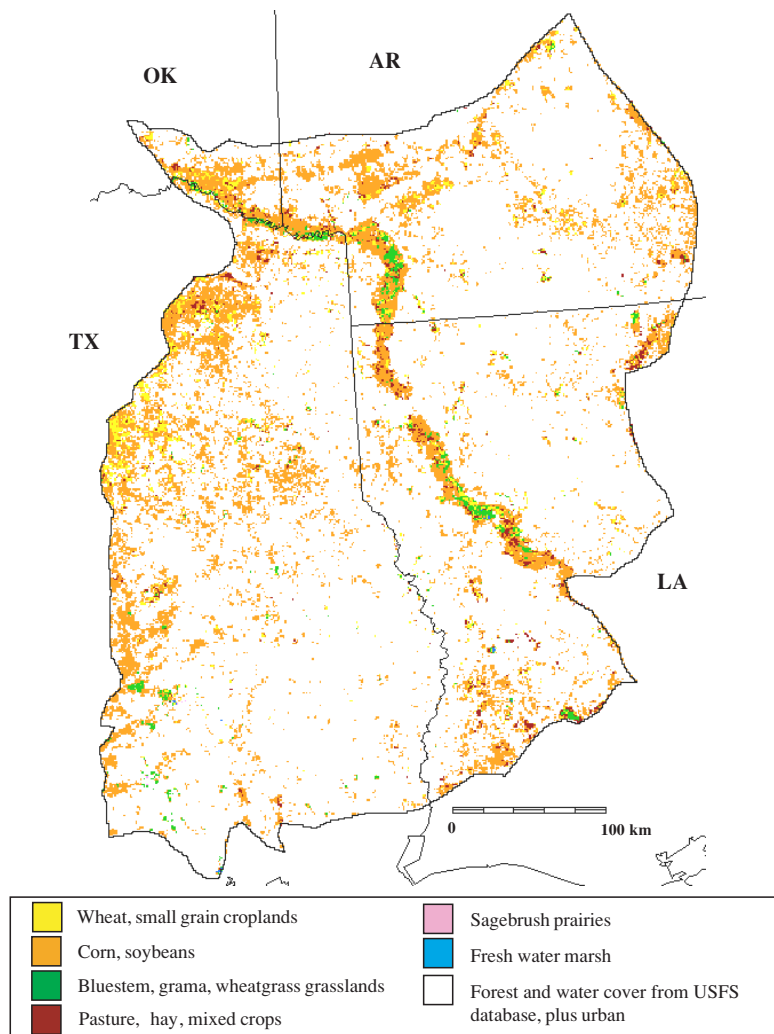 OK
AR
TX
LA
0
100 km
Wheat, small grain croplands
Corn, soybeans
Bluestem, grama, wheatgrass grasslands
Pasture, hay, mixed crops
Sagebrush prairies
Fresh water marsh
Forest and water cover from USFS
database, plus urban